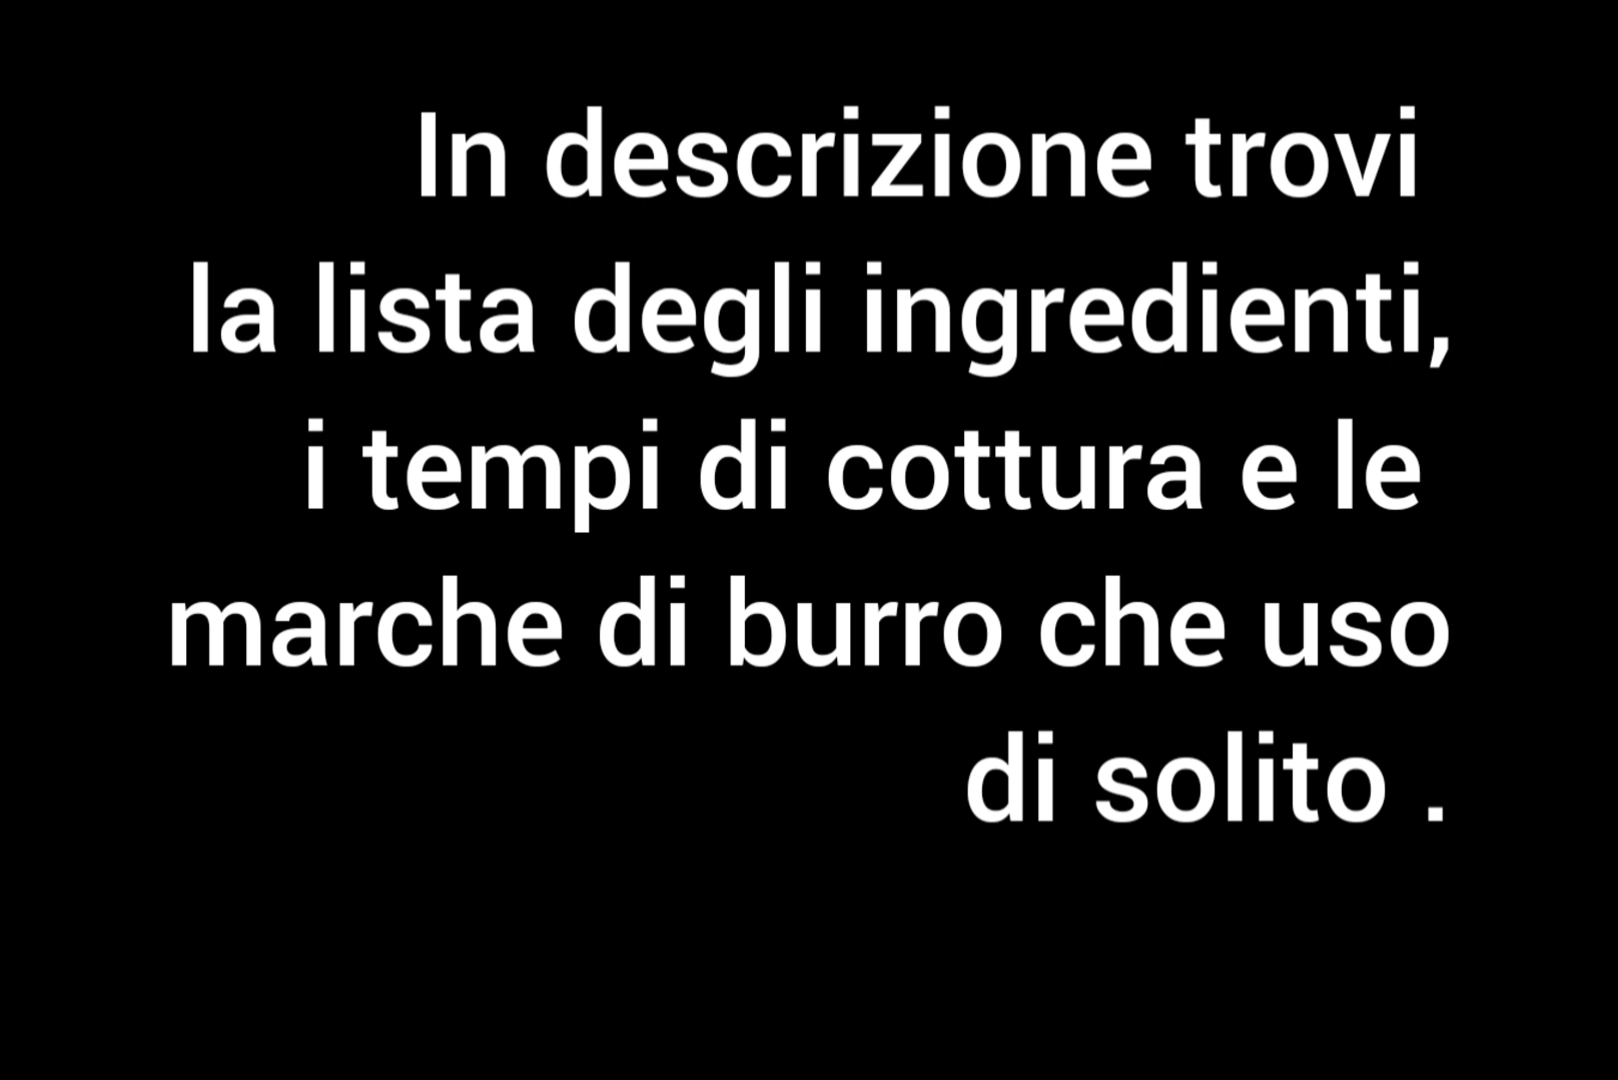 In descrizione trovi
la lista degli ingredienti,
i tempi di cottura e le
marche di burro che uso
di solito .